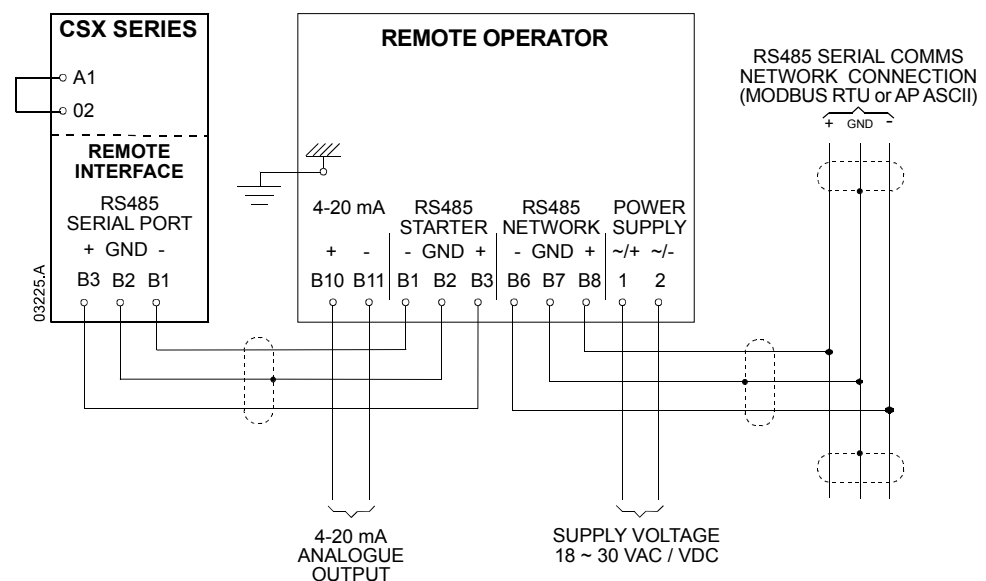 CSX SERIES
A1
02
REMOTE
INTERFACE
RS485
SERIAL PORT
+ GND -
B3 B2 B1
03225.A
REMOTE OPERATOR
4-20 mA
RS485
STARTER
RS485
NETWORK
POWER
SUPPLY
+ - - GND + - GND + ~/+ ~/-
B10 B11 B1 B2 B3 B6 B7 B8 1 2
RS485 SERIAL COMMS
NETWORK CONNECTION
(MODBUS RTU or AP ASCII)
+ GND -
4-20 mA
ANALOGUE
OUTPUT
SUPPLY VOLTAGE
18 ~ 30 VAC / VDC